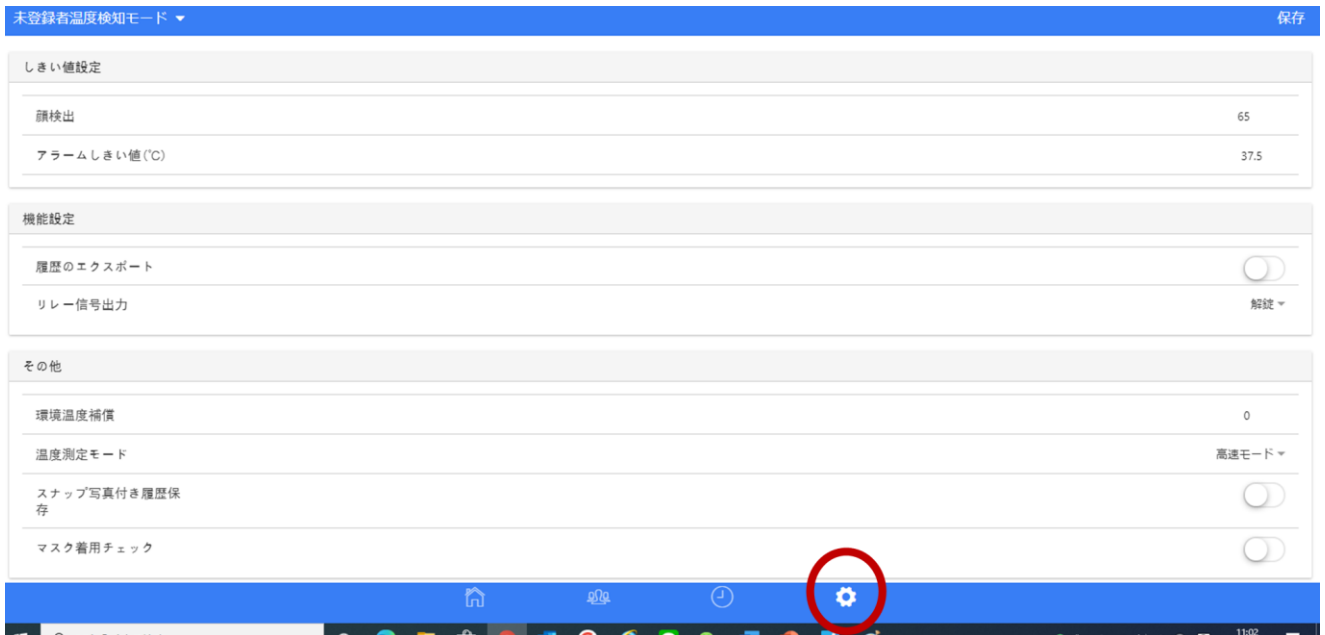 未登録者温度検知モード
保存
しきい値設定
顔検出
65
アラームしきい値(℃)
37.5
機能設定
履歴のエクスポート
リレー信号出力
解錠
その他
環境温度補償
0
温度測定モード
高速モード
スナップ写真付き履歴保
存
マスク着用チェック
11:02